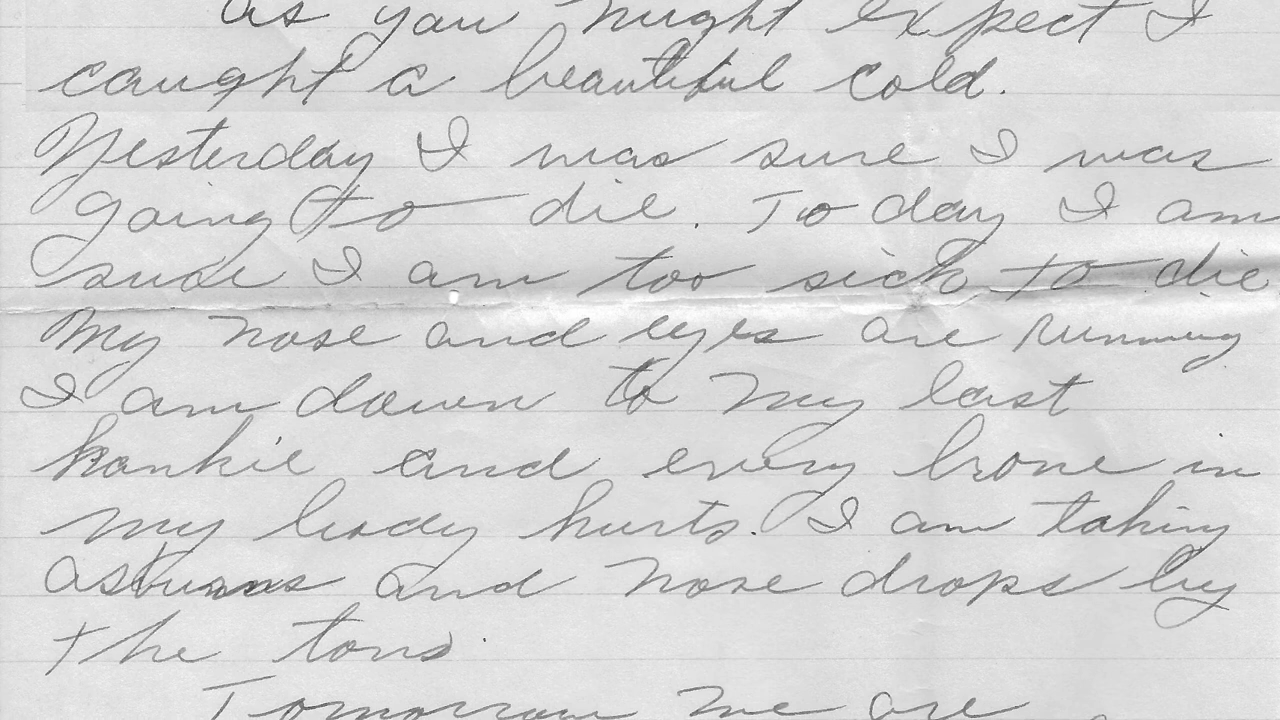 As you might expect I
caught a beautiful cold.
Yesterday I was sure I was
going to die. Today I am
sure I am too sick to die
My nose and eyes are running
I am down to my last
hankie and every bone in
my body hurts. I am taking
and nose drops by
the tons.
Tomorrow we are